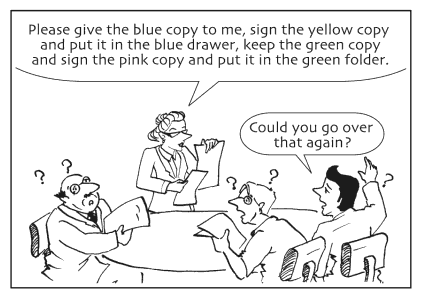 Please give the blue copy to me, sign the yellow copy
and put it in the blue drawer, keep the green copy
and sign the pink copy and put it in the green folder.
Could you go over
that again?
?
?
?
?